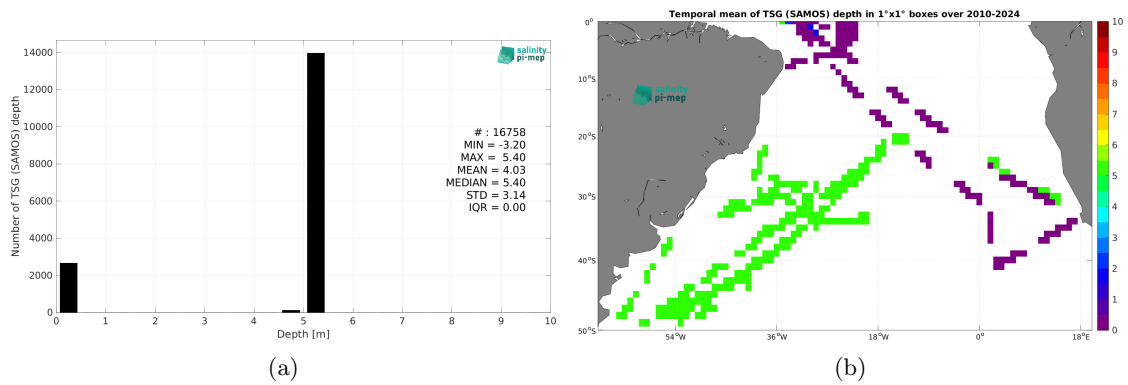 14000
12000
10000
8000
6000
4000
2000
0
Number of TSG (SAMOS) depth
salinity
pi-mep
# : 16758
MIN = -3.20
MAX = 5.40
MEAN = 4.03
MEDIAN = 5.40
STD = 3.14
IQR = 0.00
0 1 2 3 4 5 6 7 8 9 10
Depth [m]
(a)
Temporal mean of TSG (SAMOS) depth in 1°x1° boxes over 2010-2024
0°
10°S
20°S
30°S
40°S
50°S
salinity
pi-mep
54°W 36°W 18°W 0° 18°E
10
9
8
7
6
5
4
3
2
1
0
(b)